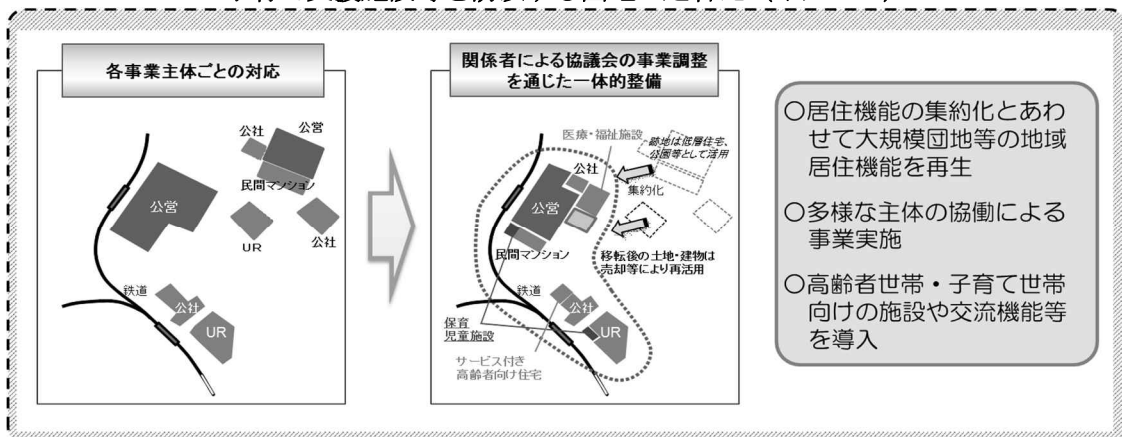 各事業主体ごとの対応
公社
公営
民間マンション
公営
UR
公社
鉄道
公社
UR
関係者による協議会の事業調整
を通じた一体的整備
医療・福祉施設
跡地は低層住宅、
公園等として活用
公社
集約化
公営
民間マンション
移転後の土地・建物は
売却等により再活用
鉄道
公社
保育
児童施設
UR
サービス付き
高齢者向け住宅
〇居住機能の集約化とあわ
せて大規模団地等の地域
居住機能を再生
〇多様な主体の協働による
事業実施
〇高齢者世帯・子育て世帯
向けの施設や交流機能等
を導入